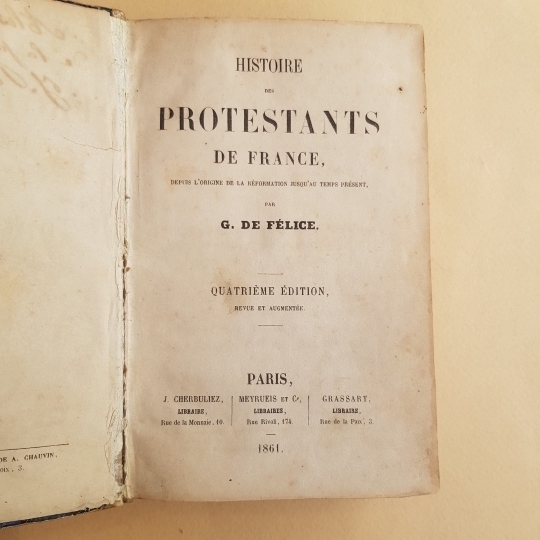 HISTOIRE
DES
PROTESTANTS
DE FRANCE,
DEPUIS L'ORIGINE DE LA RÉFORMATION JUSQU'AU TEMPS PRÉSENT,
PAR
G. DE FÉLICE.
QUATRIÈME ÉDITION,
REVUE ET AUGMENTÉE.
PARIS,
J. CHERBULIEZ,
LIBRAIRE,
Rue de la Monnaie, 10.
MEYRUEIS ET Ce,
LIBRAIRES,
Rue Rivoli, 174.
GRASSART,
LIBRAIRE,
Rue de la Paix, 3.
1861.
DE A. CHAUVIN,
3.